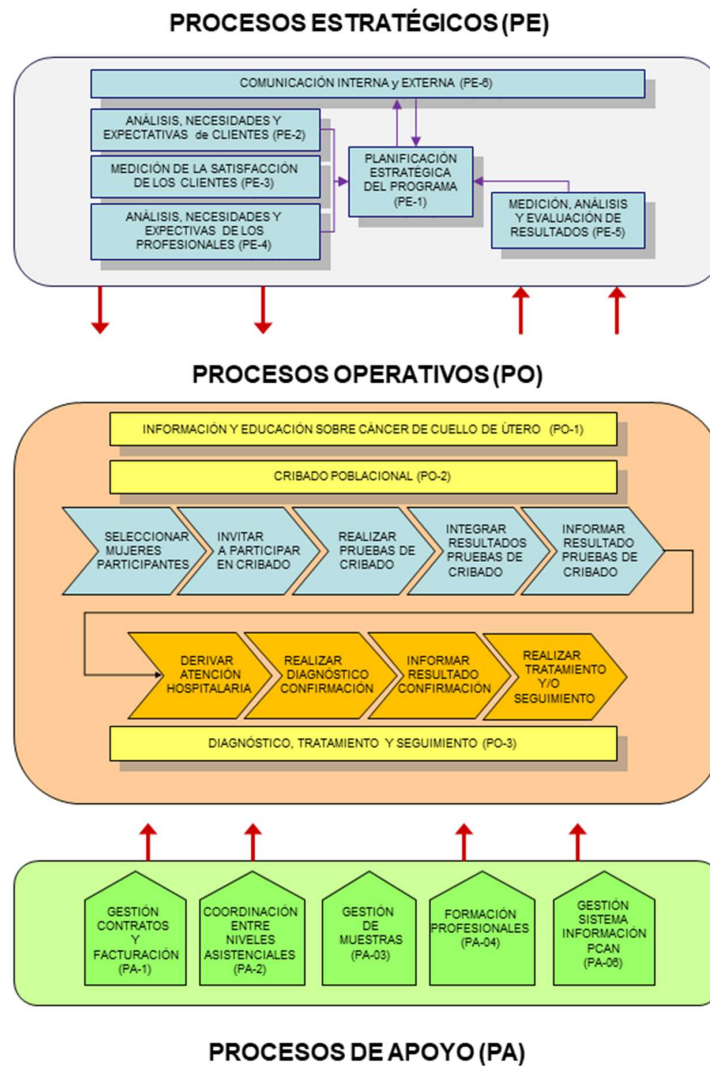 PROCESOS ESTRATÉGICOS (PE)
COMUNICACIÓN INTERNA y EXTERNA (PE-6)
ANÁLISIS, NECESIDADES Y
EXPECTATIVAS de CLIENTES (PE-2)
MEDICIÓN DE LA SATISFACCIÓN
DE LOS CLIENTES (PE-3)
ANÁLISIS, NECESIDADES Y
EXPECTIVAS DE LOS
PROFESIONALES (PE-4)
PLANIFICACIÓN
ESTRATÉGICA
DEL PROGRAMA
(PE-1)
MEDICIÓN, ANÁLISIS
Y EVALUACIÓN DE
RESULTADOS (PE-5)
PROCESOS OPERATIVOS (PO)
INFORMACIÓN Y EDUCACIÓN SOBRE CÁNCER DE CUELLO DE ÚTERO (PO-1)
CRIBADO POBLACIONAL (PO-2)
SELECCIONAR
MUJERES
PARTICIPANTES
INVITAR
A PARTICIPAR
EN CRIBADO
REALIZAR
PRUEBAS DE
CRIBADO
INTEGRAR
RESULTADOS
PRUEBAS DE
CRIBADO
INFORMAR
RESULTADO
PRUEBAS DE
CRIBADO
DERIVAR
ATENCIÓN
HOSPITALARIA
REALIZAR
DIAGNÓSTICO
CONFIRMACIÓN
INFORMAR
RESULTADO
CONFIRMACIÓN
REALIZAR
TRATAMIENTO
Y/O
SEGUIMIENTO
DIAGNÓSTICO, TRATAMIENTO Y SEGUIMIENTO (PO-3)
GESTIÓN
CONTRATOS
Y
FACTURACIÓN
(PA-1)
COORDINACIÓN
ENTRE
NIVELES
ASISTENCIALES
(PA-2)
GESTIÓN
DE
MUESTRAS
(PA-03)
FORMACIÓN
PROFESIONALES
(PA-04)
GESTIÓN
SISTEMA
INFORMACIÓN
PCAN
(PA-06)
PROCESOS DE APOYO (PA)